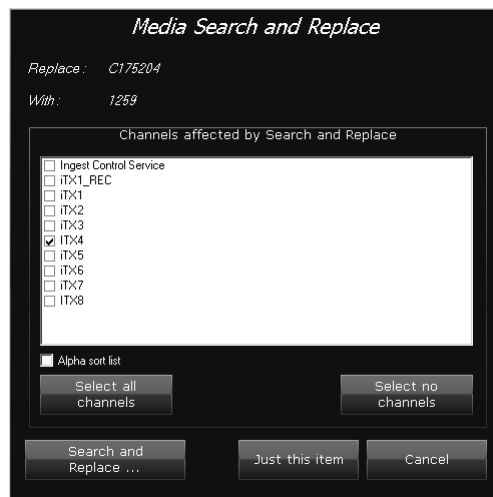 Media Search and Replace
Replace: C175204
With: 1259
Channels affected by Search and Replace
Ingest Control Service
iTX1_REC
iTX1
iTX2
iTX3
ITX4
iTX5
iTX6
iTX7
ITX8
Alpha sort list
Select all
channels
Select no
channels
Search and
Replace ...
Just this item
Cancel